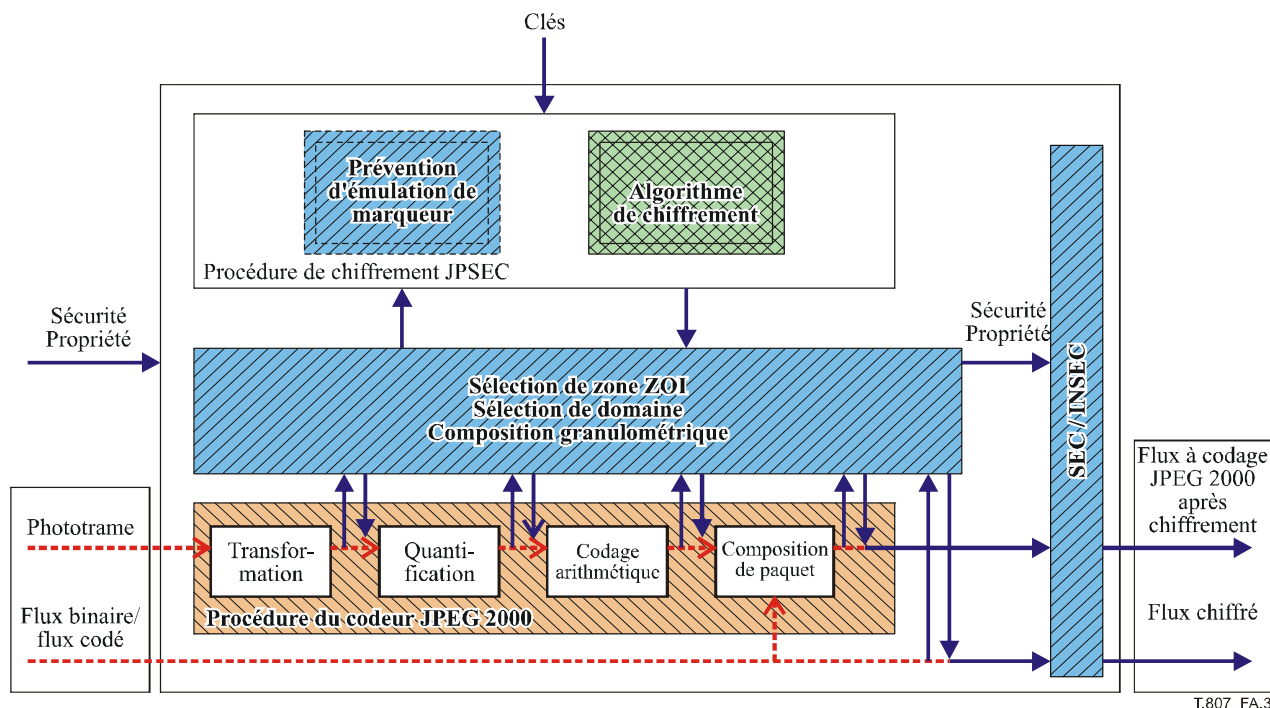 Clés
Prévention
d'émulation de
marqueur
Algorithme
de chiffrement
Procédure de chiffrement JPSEC
Sécurité
Propriété
Sécurité
Propriété
Sélection de zone ZOI
Sélection de domaine
Composition granulométrique
SEC/INSEC
Phototrame
Flux binaire/
flux codé
Transfor-
mation
Quanti-
fication
Codage
arithmétique
Composition
de paquet
Procédure du codeur JPEG 2000
Flux à codage
JPEG 2000
après
chiffrement
Flux chiffré
T.807_FA.3